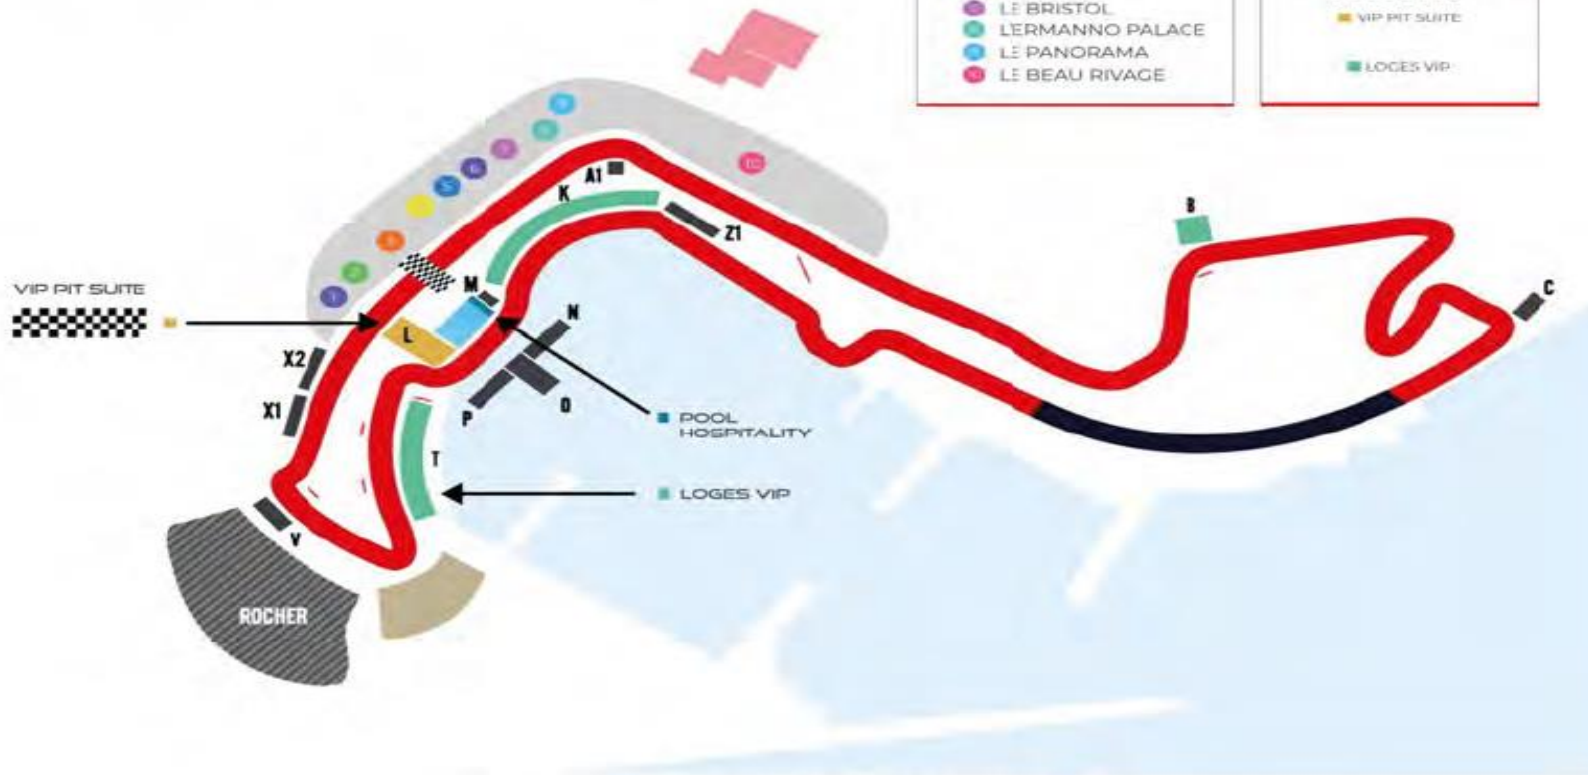 LE BRISTOL
L'ERMANNO PALACE
LE PANORAMA
LE BEAU RIVAGE
VIP PIT SUITE
LOGES VIP
10
A1
K
Z1
B
C
VIP PIT SUITE
M
L
N
X2
X1
P
O
POOL
HOSPITALITY
T
LOGES VIP
V
ROCHER